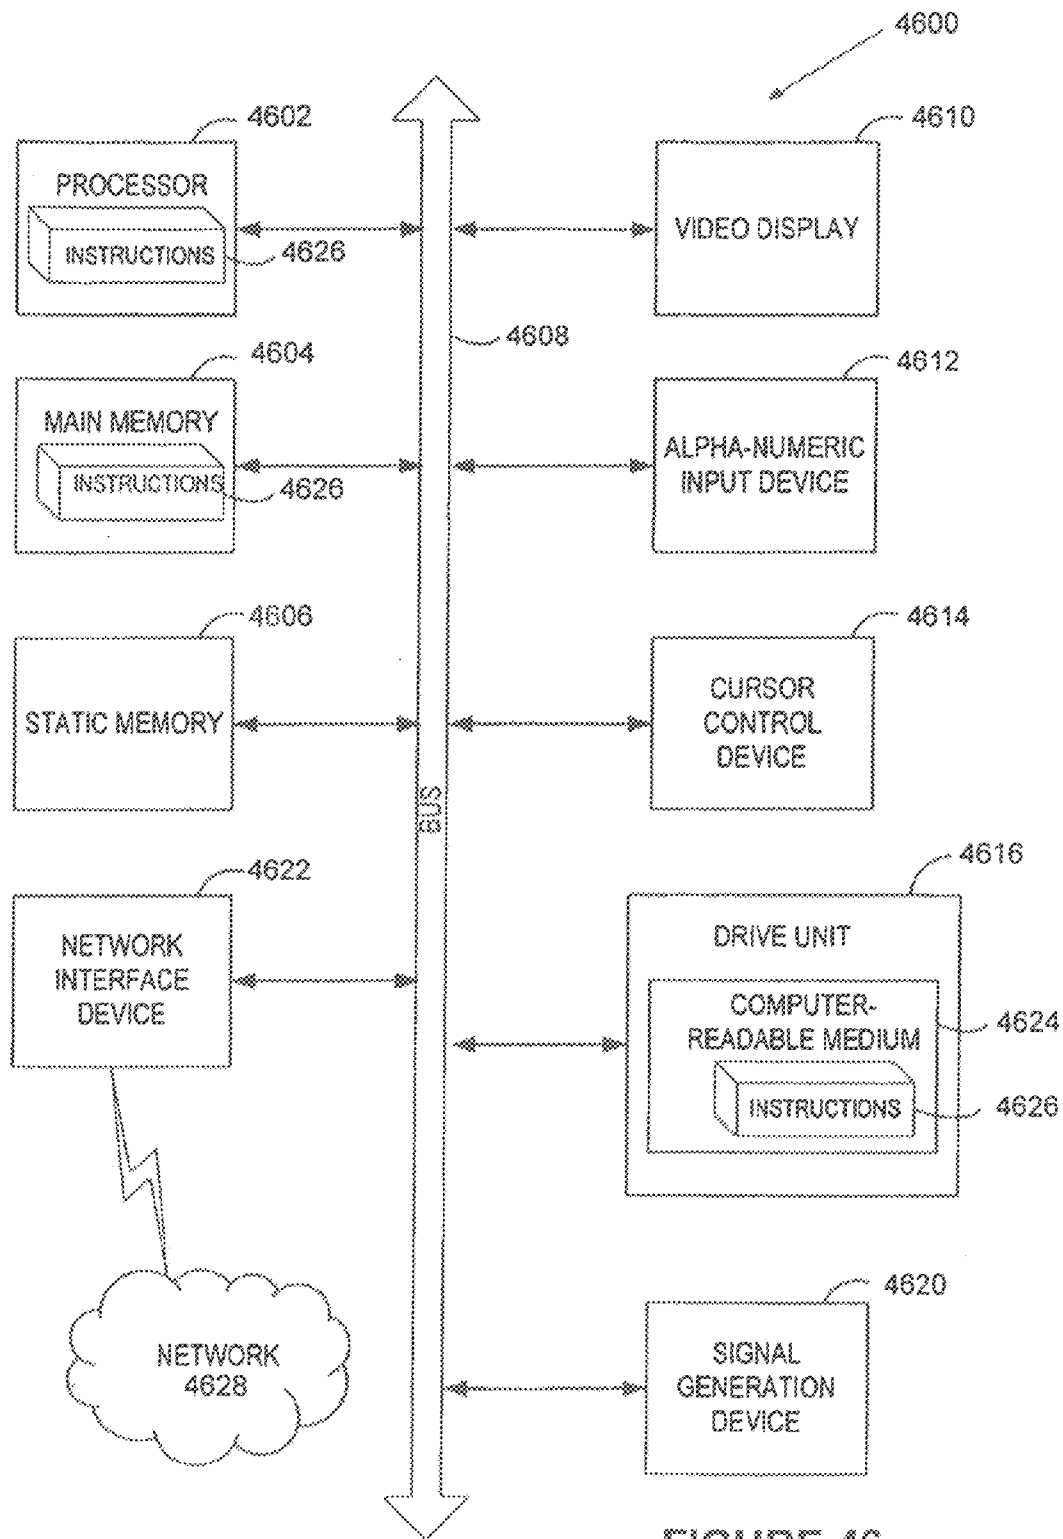 4600
4602
PROCESSOR
INSTRUCTIONS
4626
4610
VIDEO DISPLAY
4608
4604
MAIN MEMORY
INSTRUCTIONS
4626
4612
ALPHA-NUMERIC
INPUT DEVICE
4606
STATIC MEMORY
4614
CURSOR
CONTROL
DEVICE
BUS
4622
NETWORK
INTERFACE
DEVICE
4616
DRIVE UNIT
COMPUTER-
READABLE MEDIUM
4624
INSTRUCTIONS
4626
NETWORK
4628
4620
SIGNAL
GENERATION
DEVICE
FIGURE 46